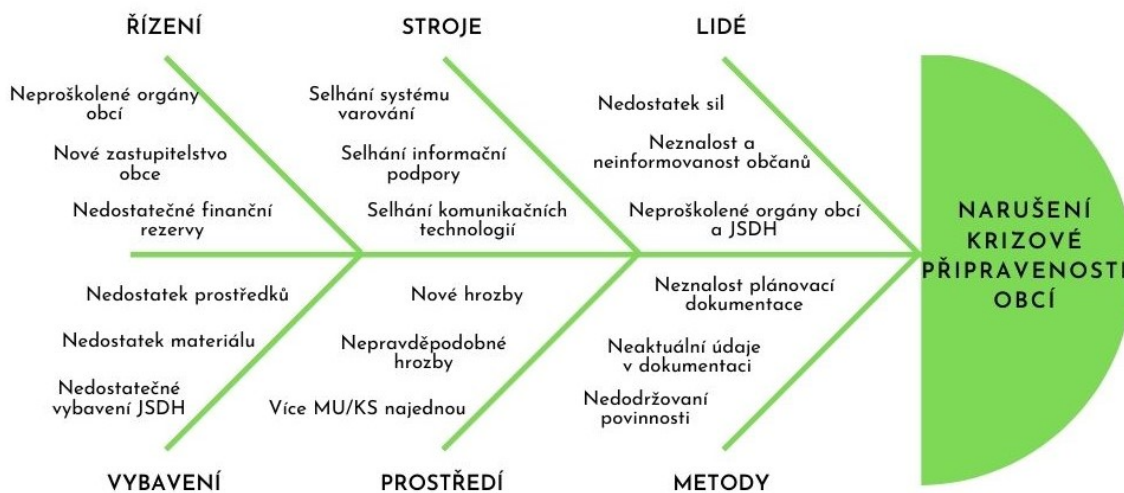 ŘÍZENÍ
STROJE
LIDÉ
Neproškolené orgány
obcí
Nové zastupitelstvo
obce
Nedostatečné finanční
rezervy
Selhání systému
varování
Selhání informační
podpory
Selhání komunikačních
technologií
Nedostatek sil
Neznalost a
neinformovanost občanů
Neproškolené orgány obcí
a JSDH
NARUŠENÍ
KRIZOVÉ
PŘIPRAVENOSTI
OBCÍ
Nedostatek prostředků
Nedostatek materiálu
Nedostatečné
vybavení JSDH
Nové hrozby
Nepravděpodobné
hrozby
Více MU/KS najednou
Neznalost plánovací
dokumentace
Neaktuální údaje
v dokumentaci
Nedodržovaní
povinnosti
VYBAVENÍ
PROSTŘEDÍ
METODY